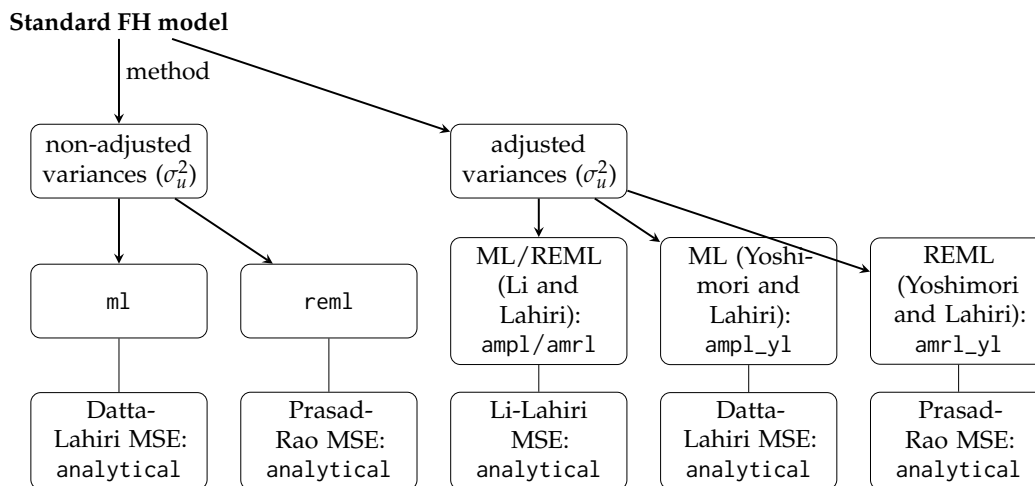 Standard FH model
method
non-adjusted
variances (σ²ᵤ)
adjusted
variances (σ²ᵤ)
ml
reml
ML/REML
(Li and
Lahiri):
ampl/amrl
ML (Yoshi-
mori and
Lahiri):
ampl_yl
REML
(Yoshimori
and Lahiri):
amrl_yl
Datta-
Lahiri MSE:
analytical
Prasad-
Rao MSE:
analytical
Li-Lahiri
MSE:
analytical
Datta-
Lahiri MSE:
analytical
Prasad-
Rao MSE:
analytical